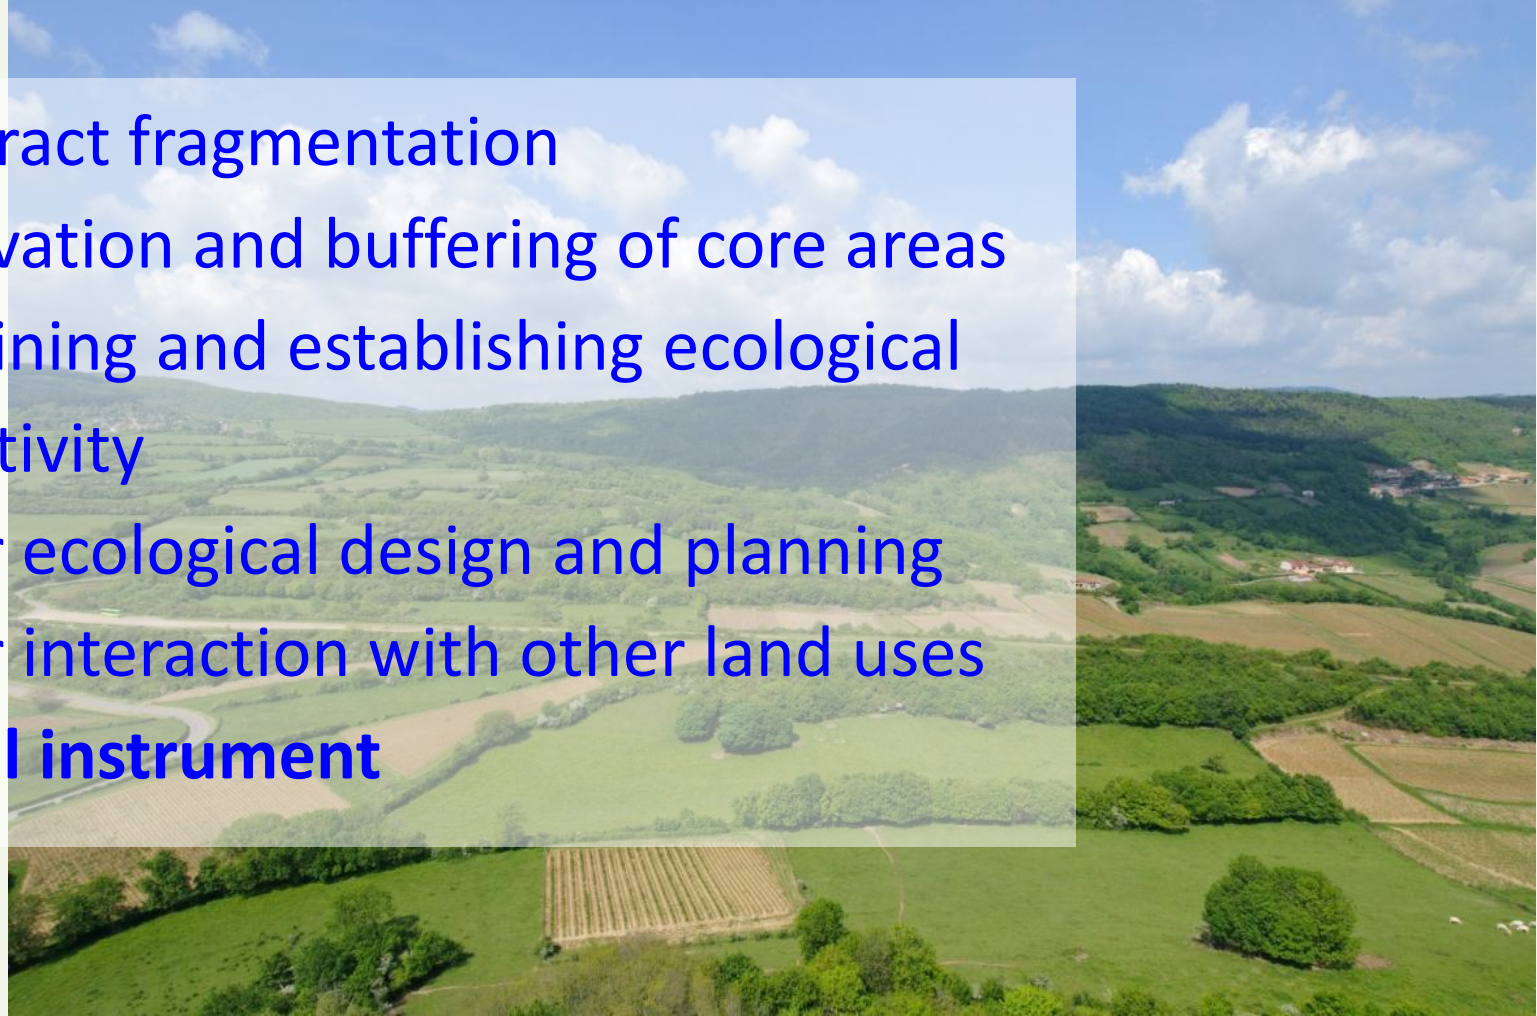 ract fragmentation
vation and buffering of core areas
ining and establishing ecological
tivity
r ecological design and planning
r interaction with other land uses
l instrument